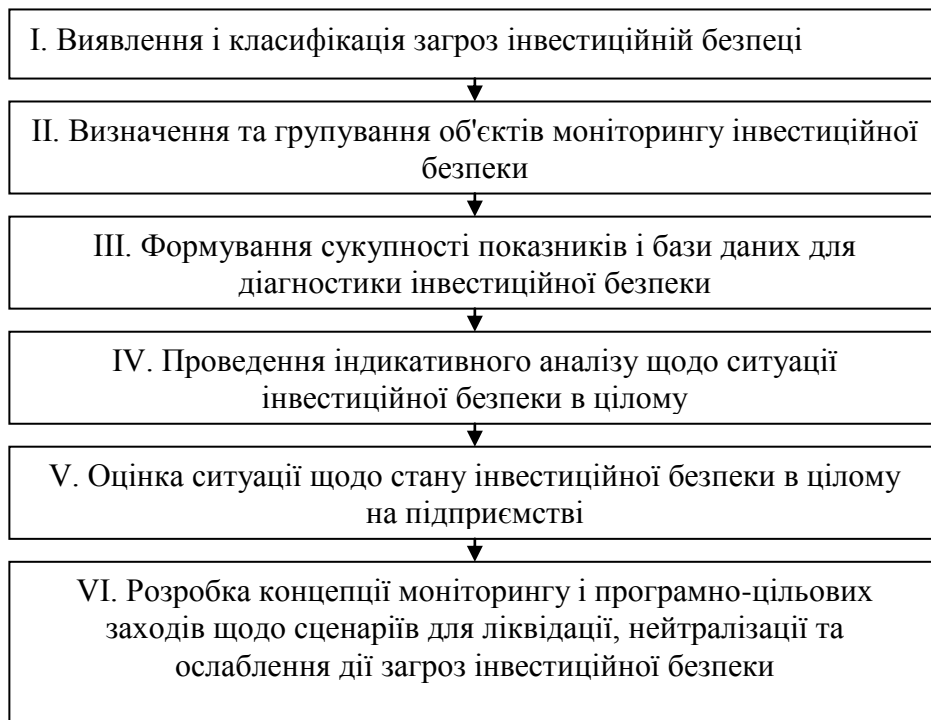 I. Виявлення і класифікація загроз інвестиційній безпеці
II. Визначення та групування об'єктів моніторингу інвестиційної
безпеки
III. Формування сукупності показників і бази даних для
діагностики інвестиційної безпеки
IV. Проведення індикативного аналізу щодо ситуації
інвестиційної безпеки в цілому
V. Оцінка ситуації щодо стану інвестиційної безпеки в цілому
на підприємстві
VI. Розробка концепції моніторингу і програмно-цільових
заходів щодо сценаріїв для ліквідації, нейтралізації та
ослаблення дії загроз інвестиційної безпеки